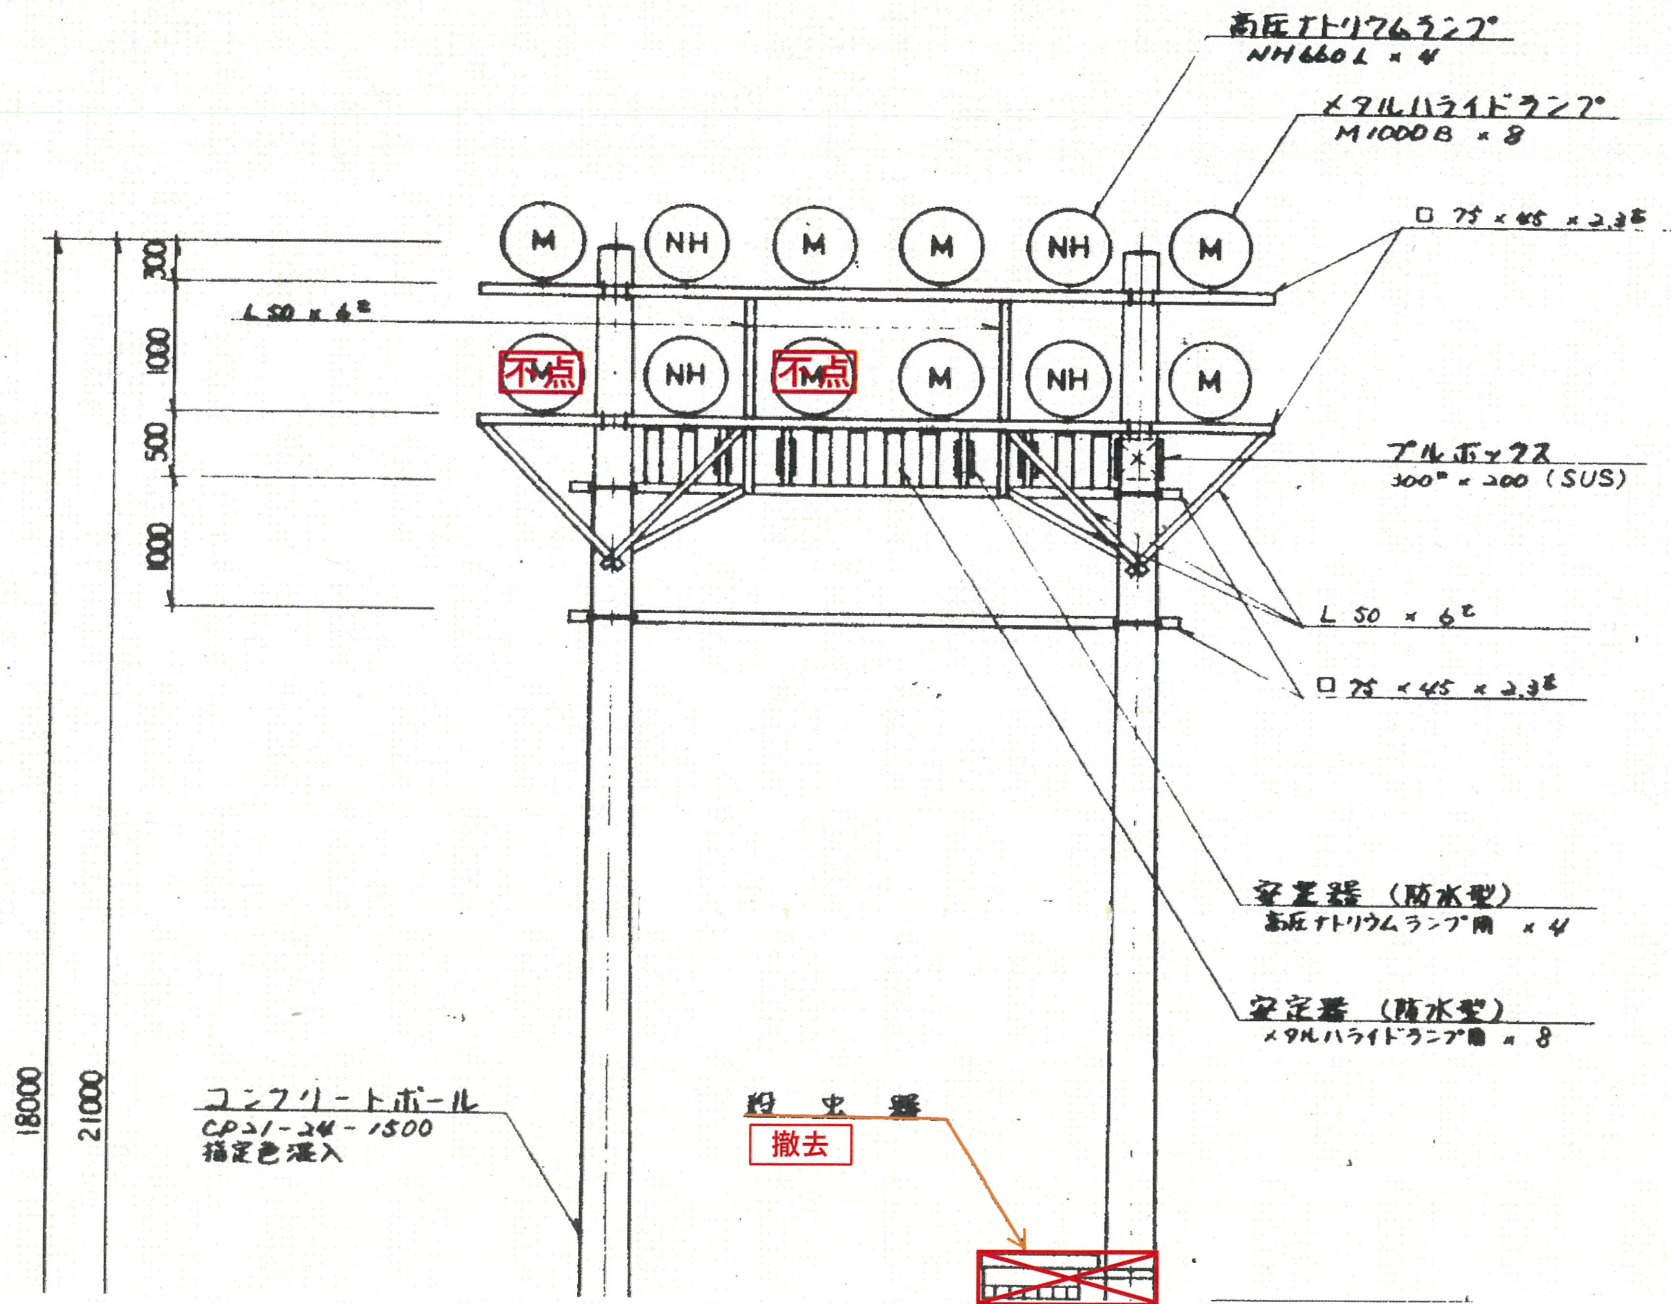 高圧ナトリウムランプ
NH660L × 4
メタルハライドランプ
M1000B × 8
□ 75 × 45 × 2.3t
M NH M M NH M
L 50 × 6t
不点 NH 不点 M NH M
プルボックス
300□ × 200 (SUS)
L 50 × 6t
□ 75 × 45 × 2.3t
安定器 (防水型)
高圧ナトリウムランプ用 × 4
安定器 (防水型)
メタルハライドランプ用 × 8
コンクリートポール
CP21-24-1500
指定色混入
殺虫器
撤去
300
1000
500
1000
18000
21000